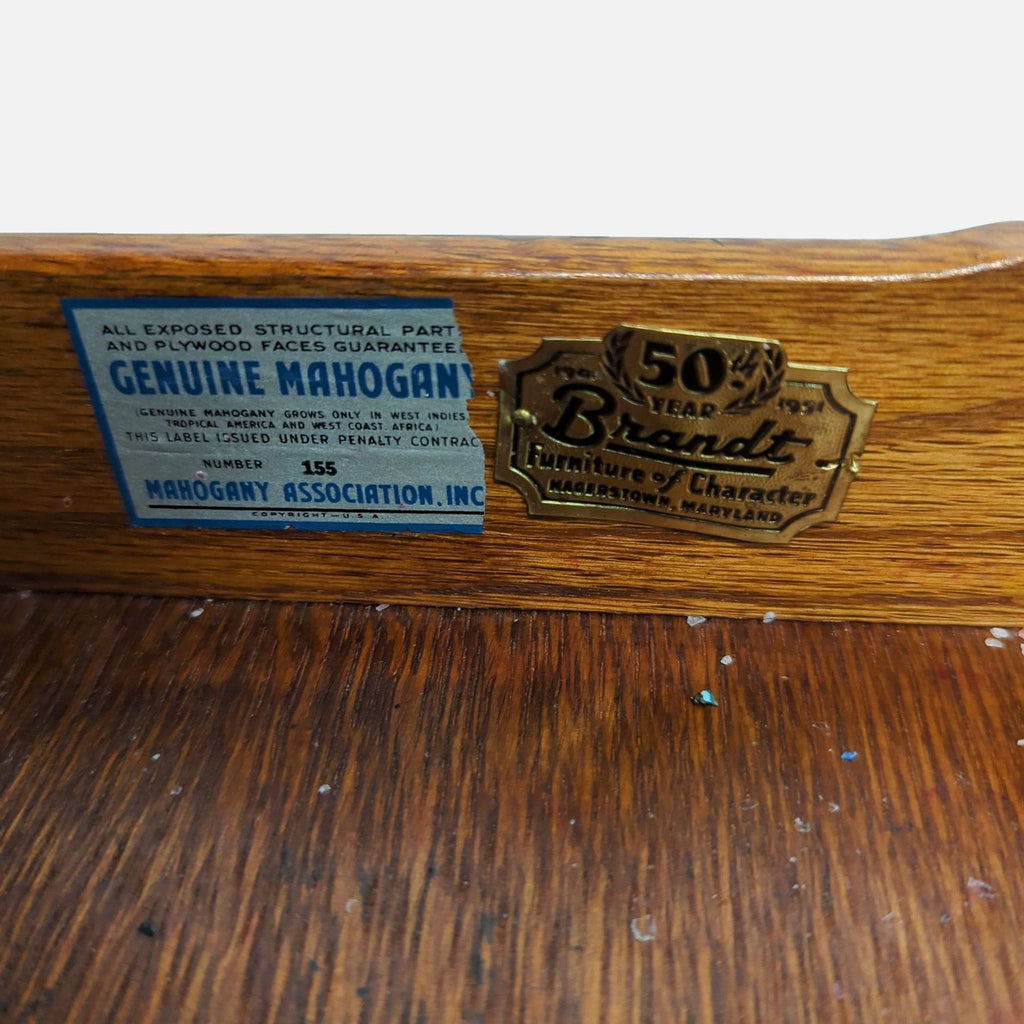 ALL EXPOSED STRUCTURAL PART
AND PLYWOOD FACES GUARANTEE
GENUINE MAHOGANY
(GENUINE MAHOGANY GROWS ONLY IN WEST INDIES,
TROPICAL AMERICA AND WEST COAST, AFRICA)
THIS LABEL ISSUED UNDER PENALTY CONTRAC
NUMBER 155
MAHOGANY ASSOCIATION, INC
COPYRIGHT—U.S.A.
50th
1901 YEAR 1951
Brandt
Furniture of Character
HAGERSTOWN, MARYLAND